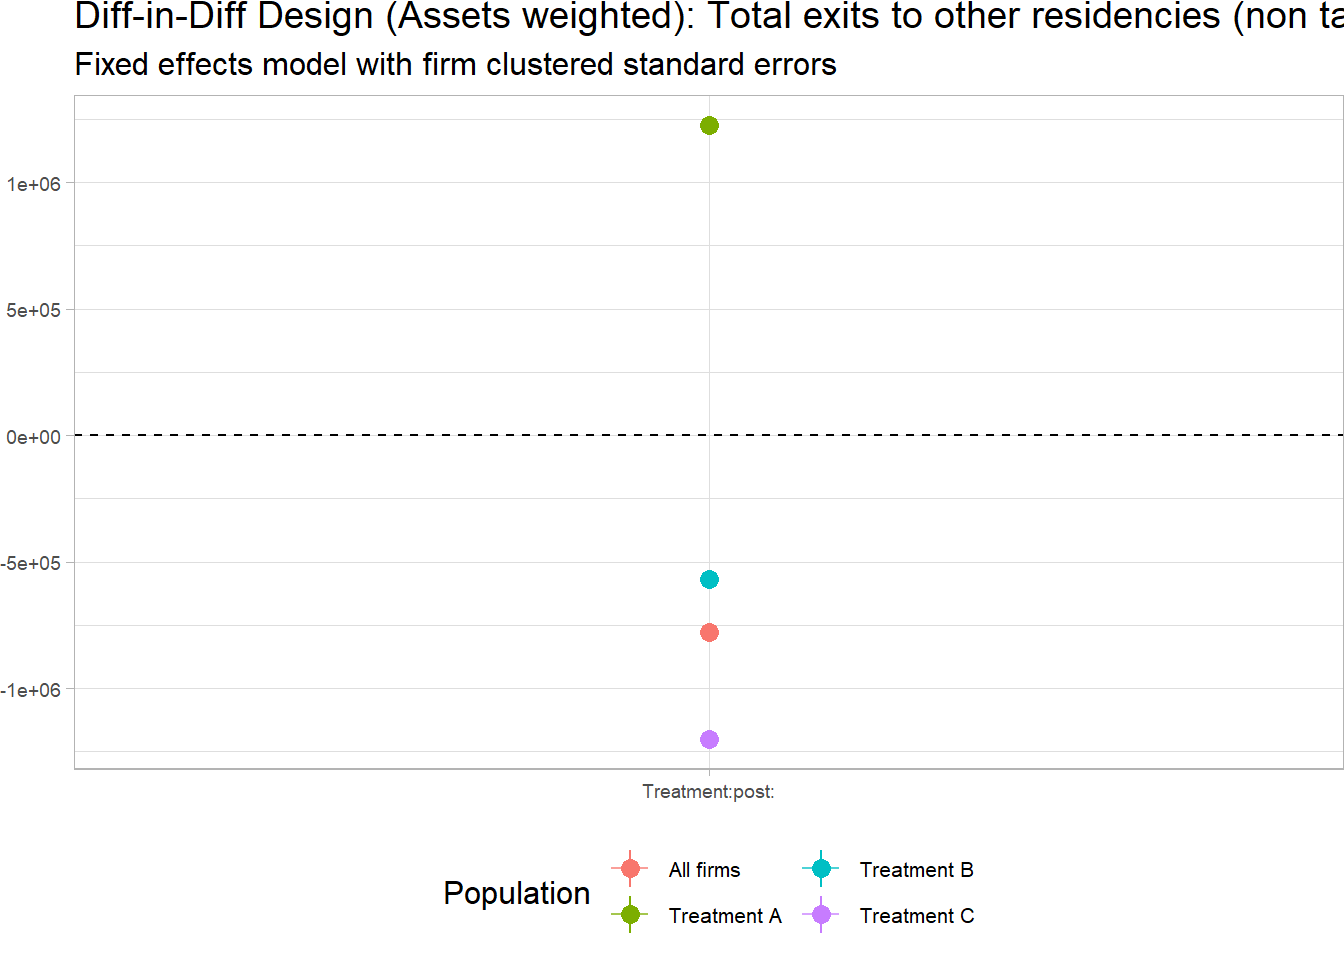 Diff-in-Diff Design (Assets weighted): Total exits to other residencies (non ta
Fixed effects model with firm clustered standard errors
1e+06
5e+05
0e+00
-5e+05
-1e+06
Treatment:post:
Population
All firms
Treatment B
Treatment A
Treatment C